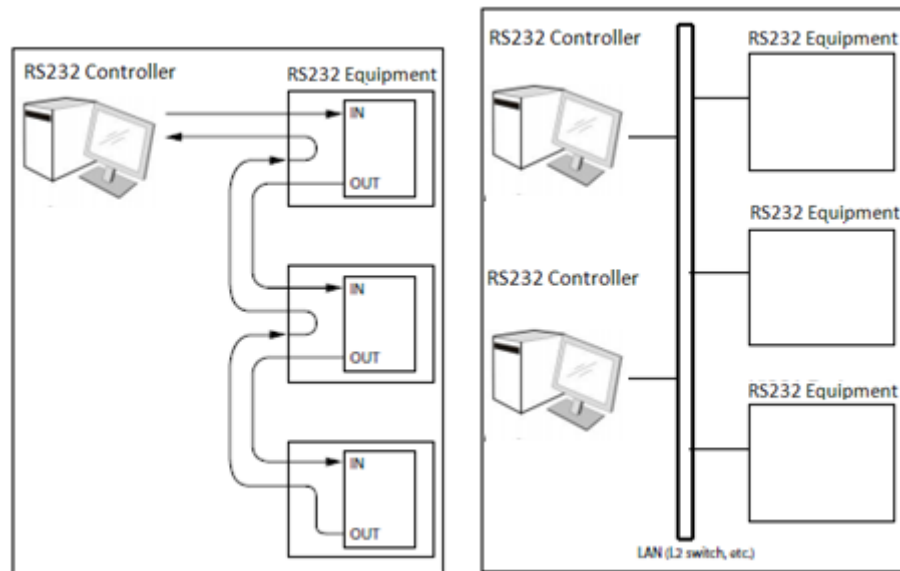 RS232 Controller
RS232 Equipment
IN
OUT
IN
OUT
IN
OUT
RS232 Controller
RS232 Equipment
RS232 Equipment
RS232 Controller
RS232 Equipment
LAN (L2 switch, etc.)